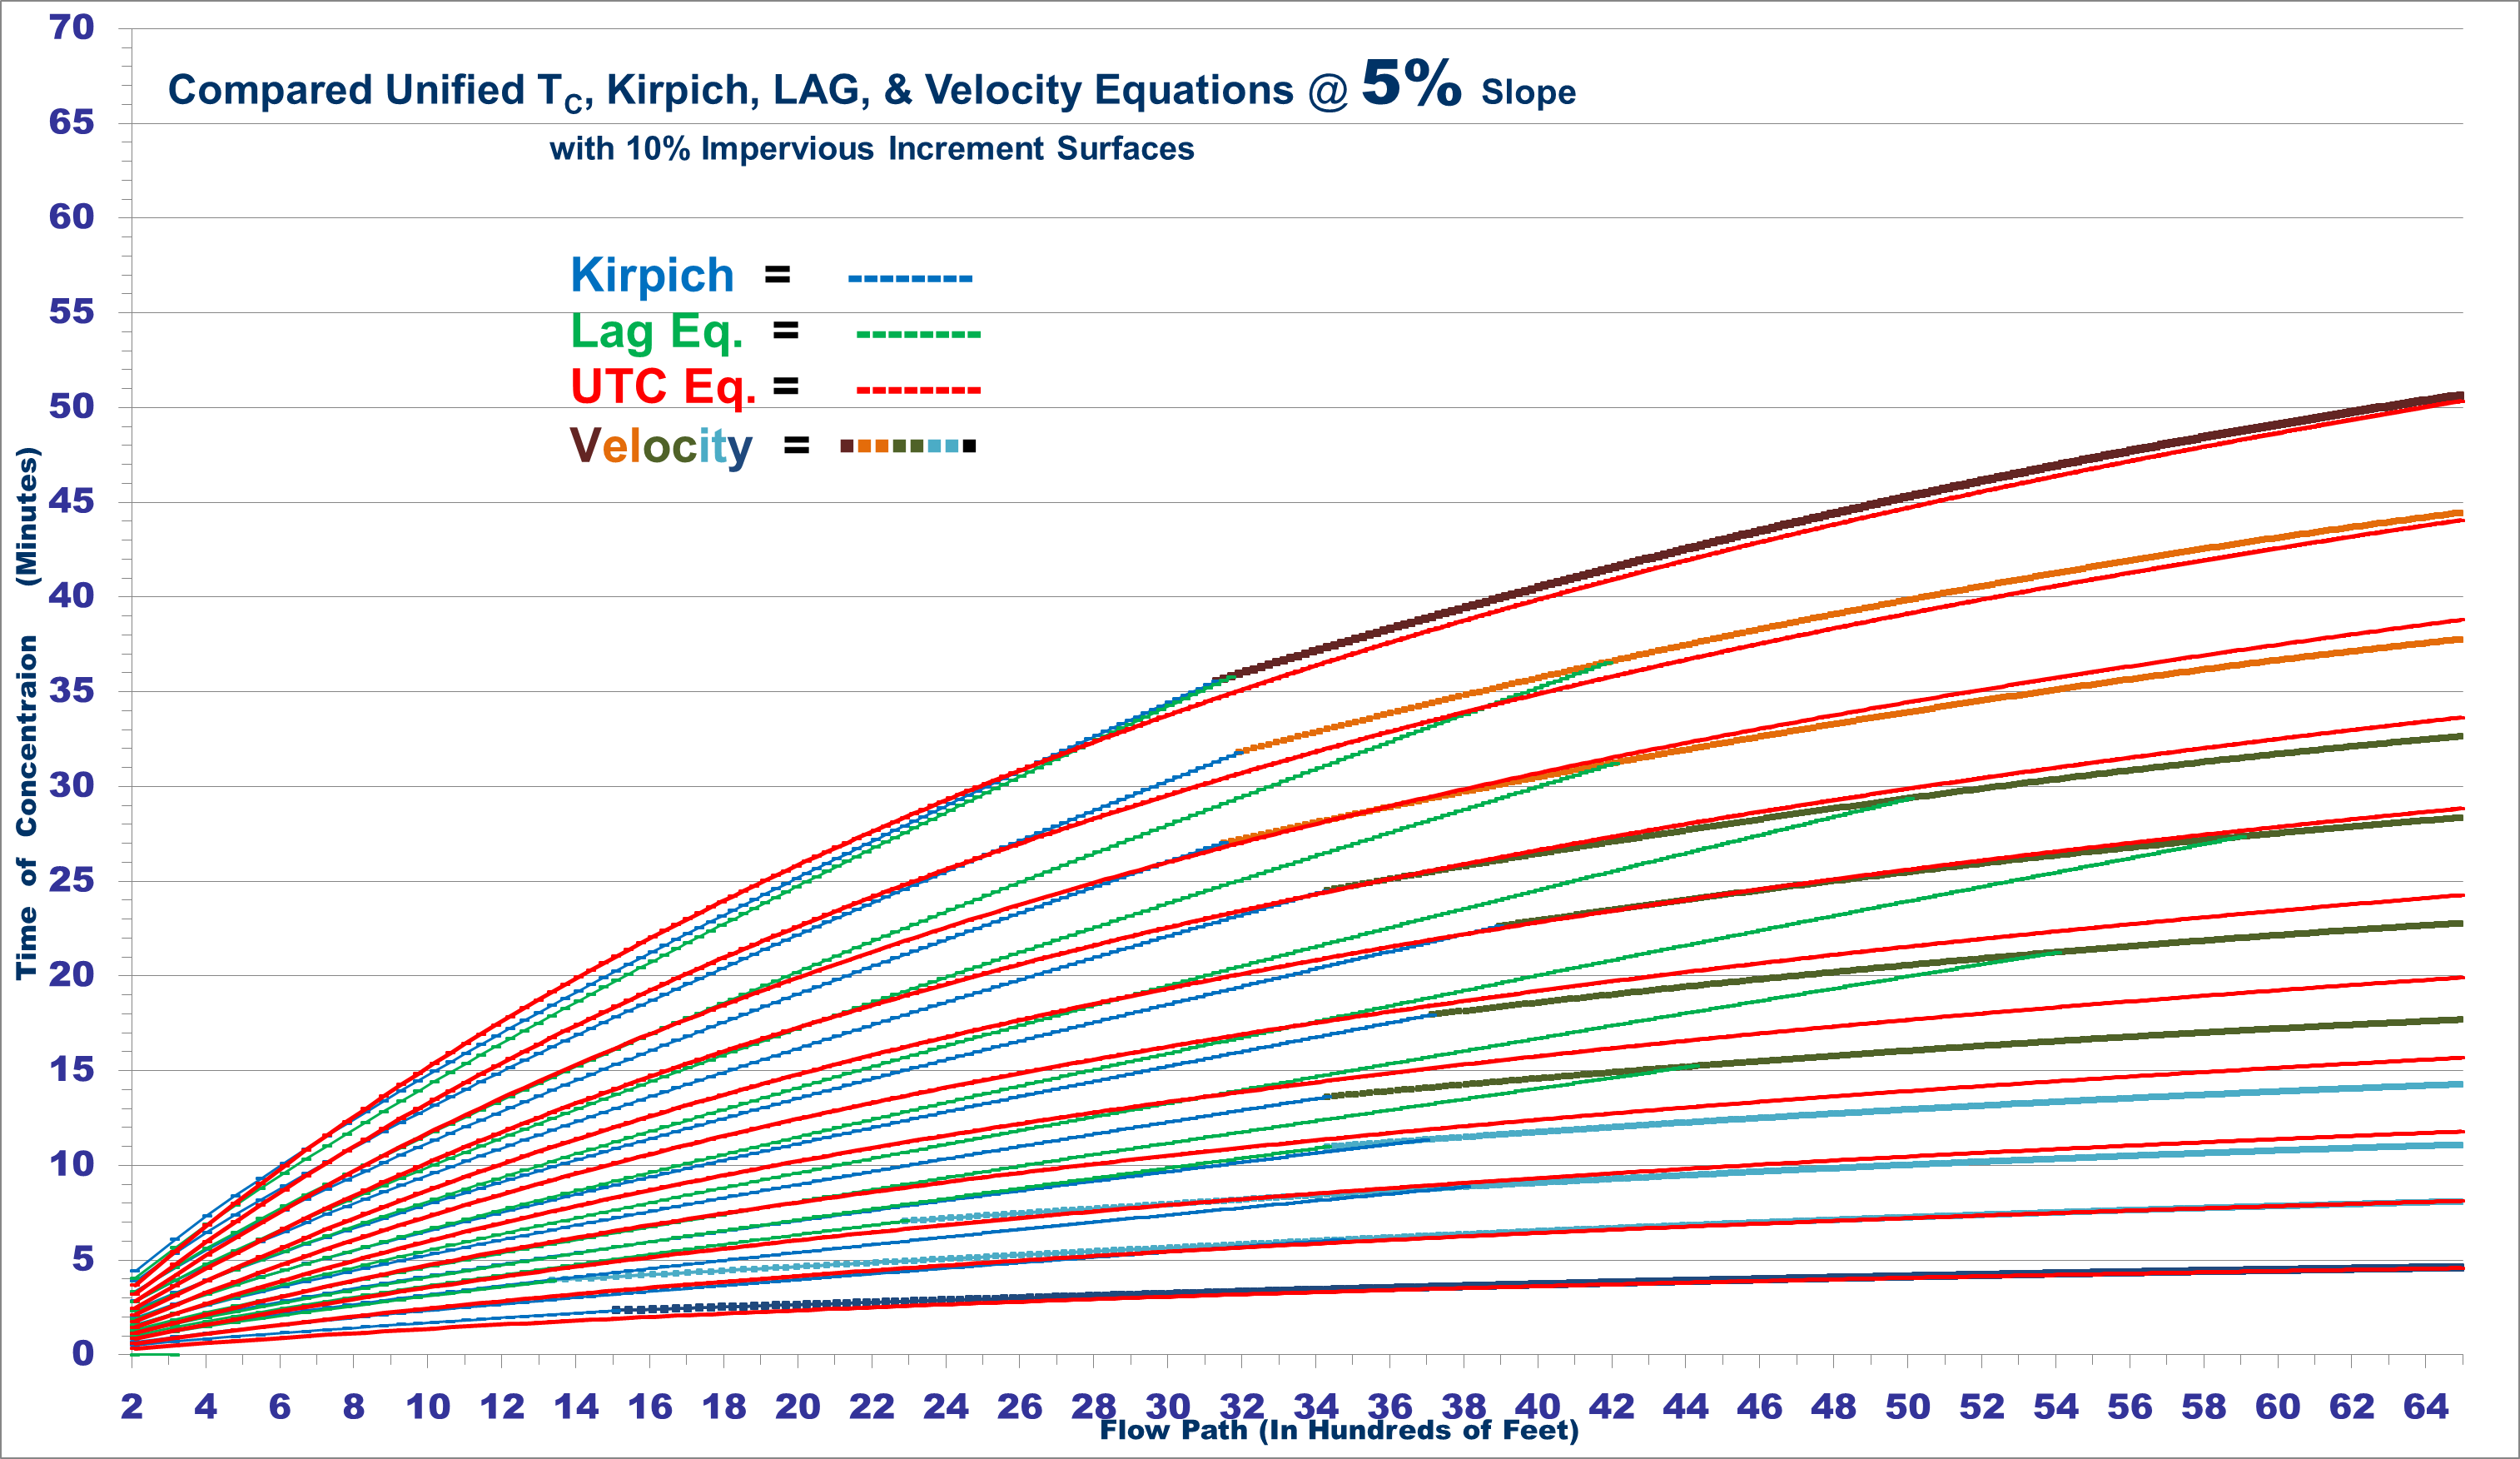 70
65
60
55
50
45
40
35
30
25
20
15
10
5
0
Time of Concentraion (Minutes)
Compared Unified TC, Kirpich, LAG, & Velocity Equations @ 5% Slope
with 10% Impervious Increment Surfaces
Kirpich = --------
Lag Eq. = --------
UTC Eq. = --------
Velocity =
2 4 6 8 10 12 14 16 18 20 22 24 26 28 30 32 34 36 38 40 42 44 46 48 50 52 54 56 58 60 62 64
Flow Path (In Hundreds of Feet)